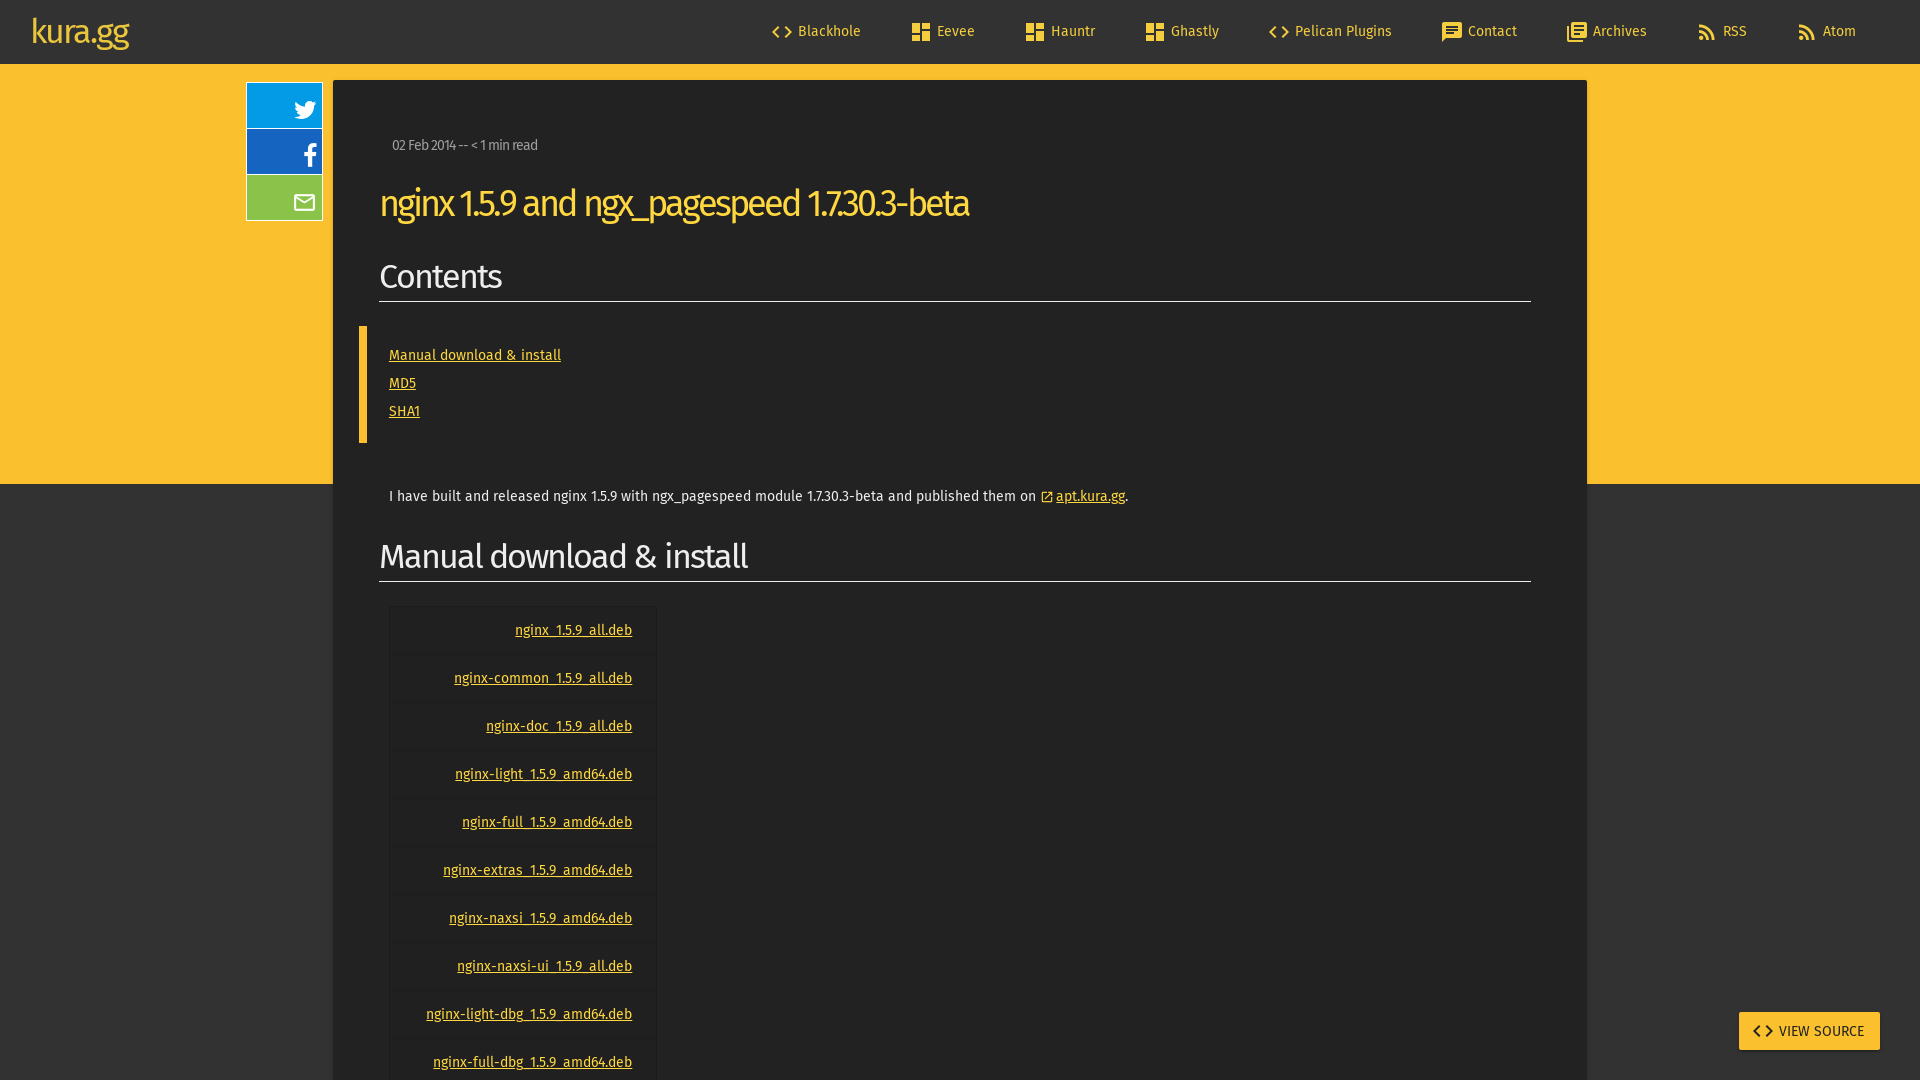 kura.gg
Blackhole
Eevee
Hauntr
Ghastly
Pelican Plugins
Contact
Archives
RSS
Atom
02 Feb 2014 -- < 1 min read
nginx 1.5.9 and ngx_pagespeed 1.7.30.3-beta
Contents
Manual download & install
MD5
SHA1
I have built and released nginx 1.5.9 with ngx_pagespeed module 1.7.30.3-beta and published them on apt.kura.gg.
Manual download & install
nginx_1.5.9_all.deb
nginx-common_1.5.9_all.deb
nginx-doc_1.5.9_all.deb
nginx-light_1.5.9_amd64.deb
nginx-full_1.5.9_amd64.deb
nginx-extras_1.5.9_amd64.deb
nginx-naxsi_1.5.9_amd64.deb
nginx-naxsi-ui_1.5.9_all.deb
nginx-light-dbg_1.5.9_amd64.deb
nginx-full-dbg_1.5.9_amd64.deb
VIEW SOURCE